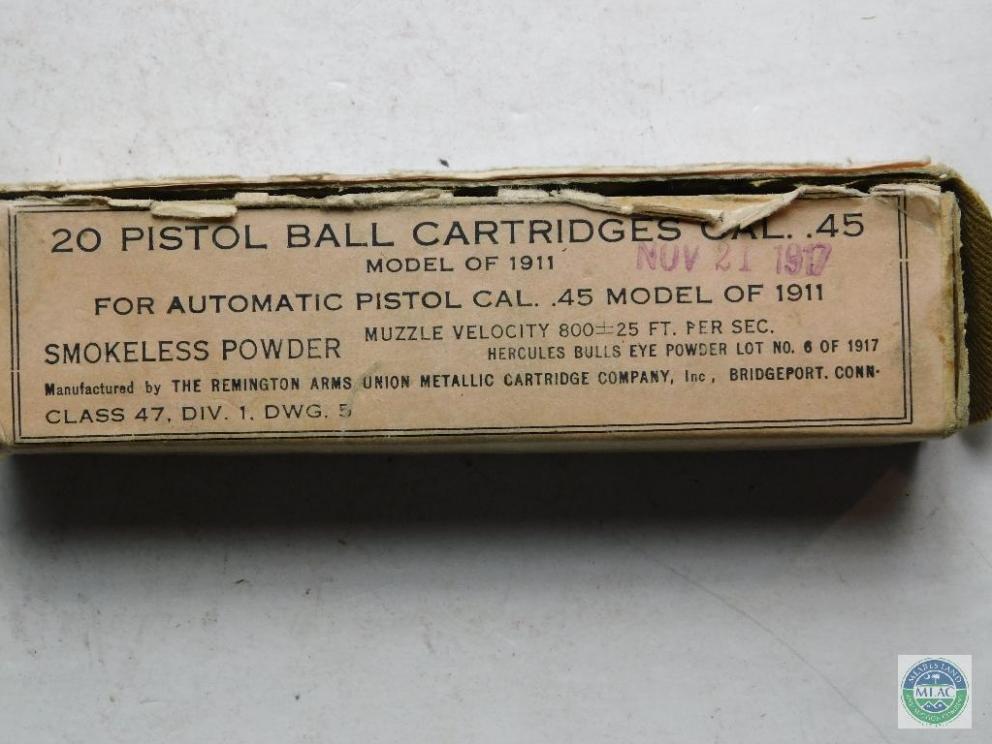 20 PISTOL BALL CARTRIDGES CAL. .45
NOV 21 1917
MODEL OF 1911
FOR AUTOMATIC PISTOL CAL. .45 MODEL OF 1911
MUZZLE VELOCITY 800±25 FT. PER SEC.
SMOKELESS POWDER
HERCULES BULLS EYE POWDER LOT NO. 6 OF 1917
Manufactured by THE REMINGTON ARMS UNION METALLIC CARTRIDGE COMPANY, Inc, BRIDGEPORT. CONN.
CLASS 47, DIV. 1, DWG. 5
MLAC